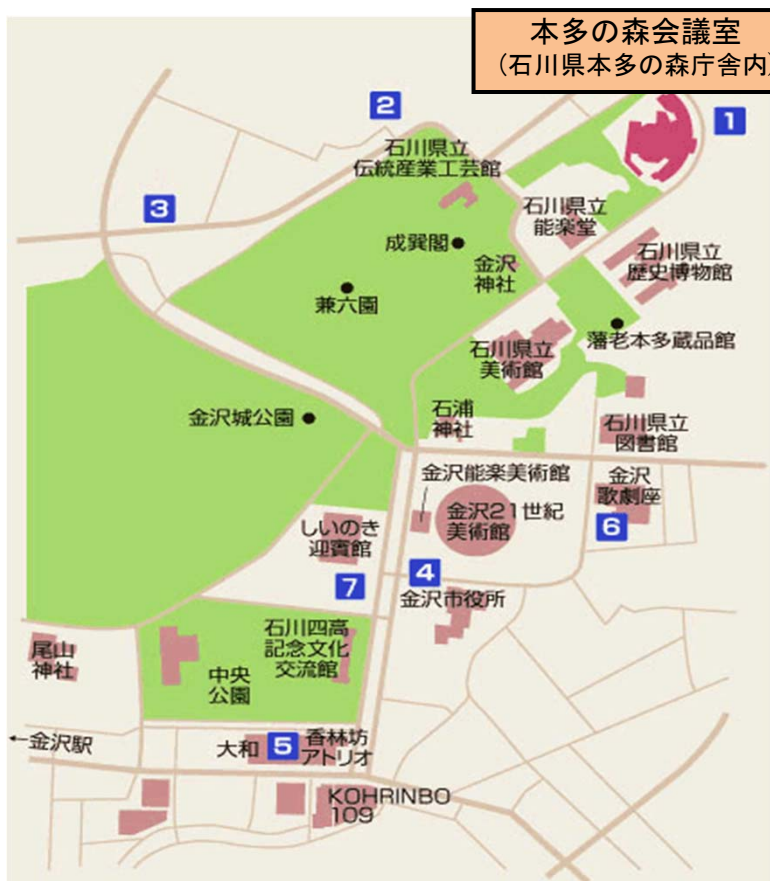 本多の森会議室
(石川県本多の森庁舎内)
2
1
石川県立
伝統産業工芸館
3
石川県立
能楽堂
成巽閣
金沢
神社
石川県立
歴史博物館
兼六園
石川県立
美術館
藩老本多蔵品館
金沢城公園
石浦
神社
石川県立
図書館
金沢能楽美術館
金沢
歌劇座
金沢21世紀
美術館
しいのき
迎賓館
6
7
4
金沢市役所
石川四高
記念文化
交流館
尾山
神社
中央
公園
←金沢駅
大和
5
香林坊
アトリオ
KOHRINBO
109